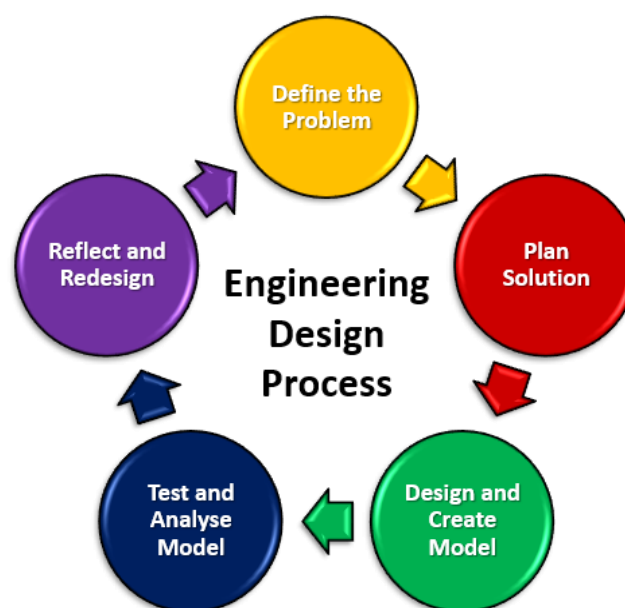 Define the
Problem
Plan
Solution
Design and
Create
Model
Test and
Analyse
Model
Reflect and
Redesign
Engineering
Design
Process